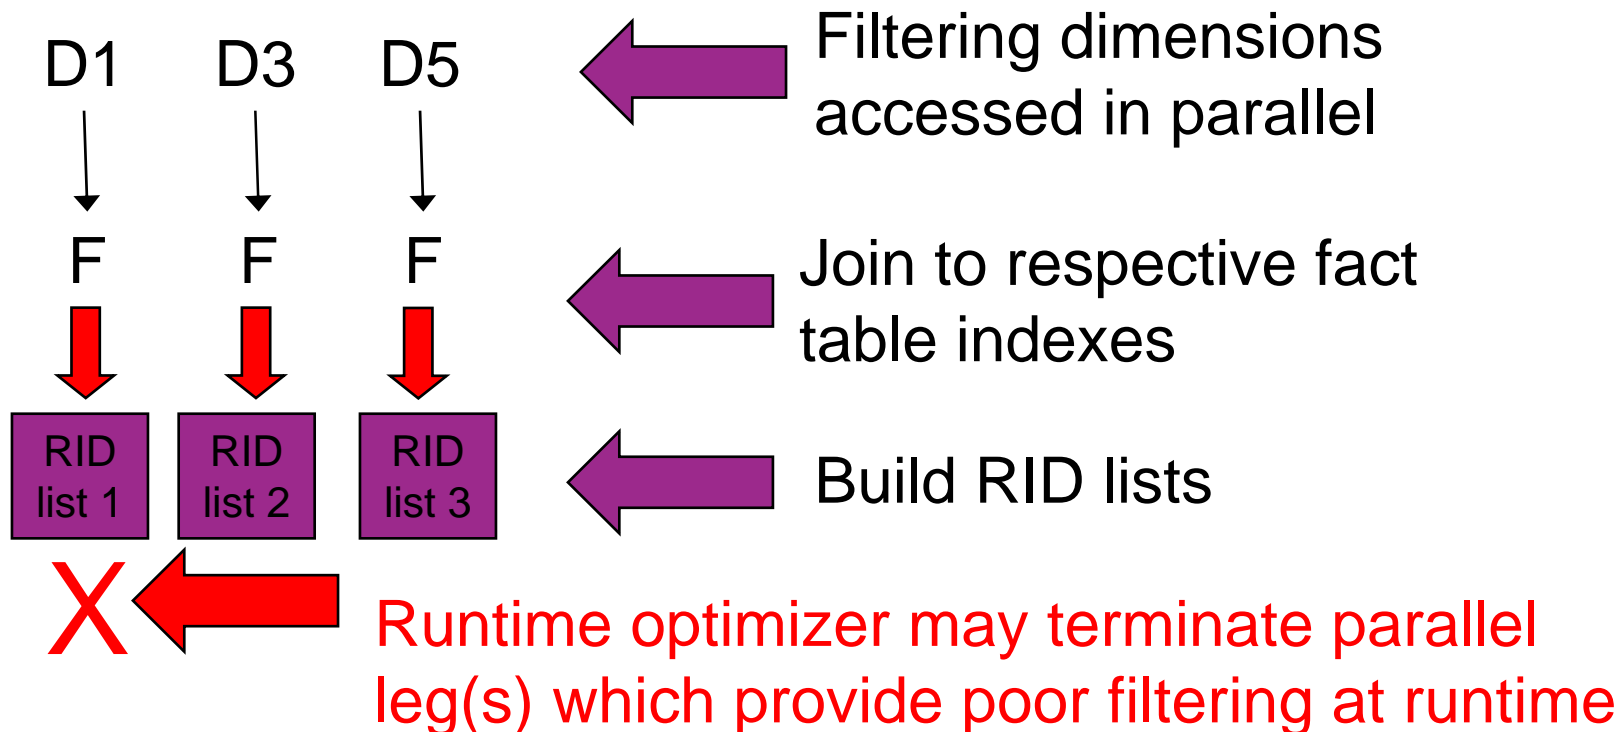 D1 D3 D5
Filtering dimensions
accessed in parallel
F F F
Join to respective fact
table indexes
RID RID RID
list 1 list 2 list 3
Build RID lists
X
Runtime optimizer may terminate parallel
leg(s) which provide poor filtering at runtime